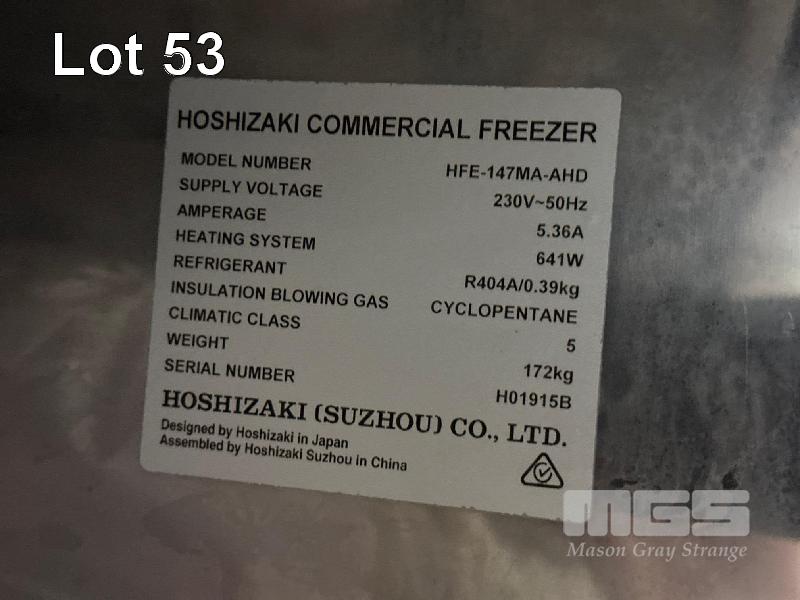 Lot 53
HOSHIZAKI COMMERCIAL FREEZER
MODEL NUMBER HFE-147MA-AHD
SUPPLY VOLTAGE 230V~50Hz
AMPERAGE 5.36A
HEATING SYSTEM 641W
REFRIGERANT R404A/0.39kg
INSULATION BLOWING GAS CYCLOPENTANE
CLIMATIC CLASS 5
WEIGHT 172kg
SERIAL NUMBER H01915B
HOSHIZAKI (SUZHOU) CO., LTD.
Designed by Hoshizaki in Japan
Assembled by Hoshizaki Suzhou in China
MGS
Mason Gray Strange